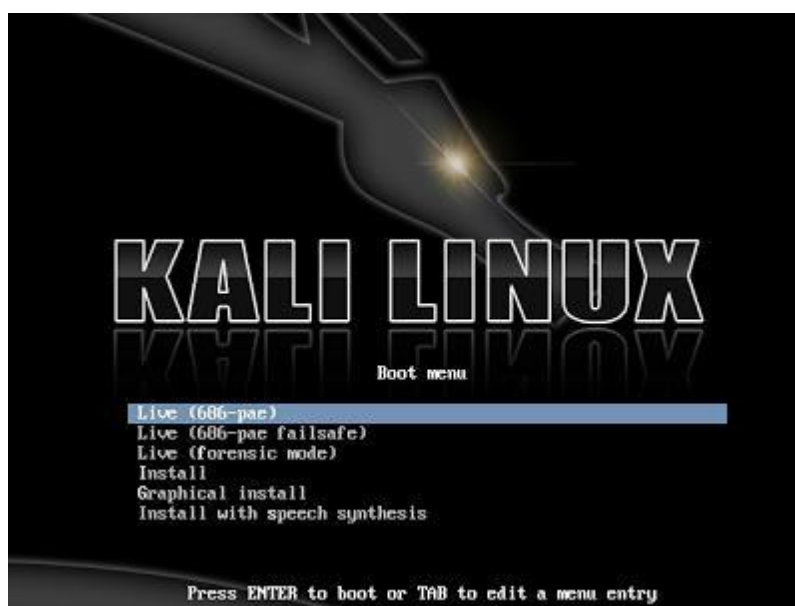 KALI LINUX
Boot menu
Live (686-pae)
Live (686-pae failsafe)
Live (forensic mode)
Install
Graphical install
Install with speech synthesis
Press ENTER to boot or TAB to edit a menu entry